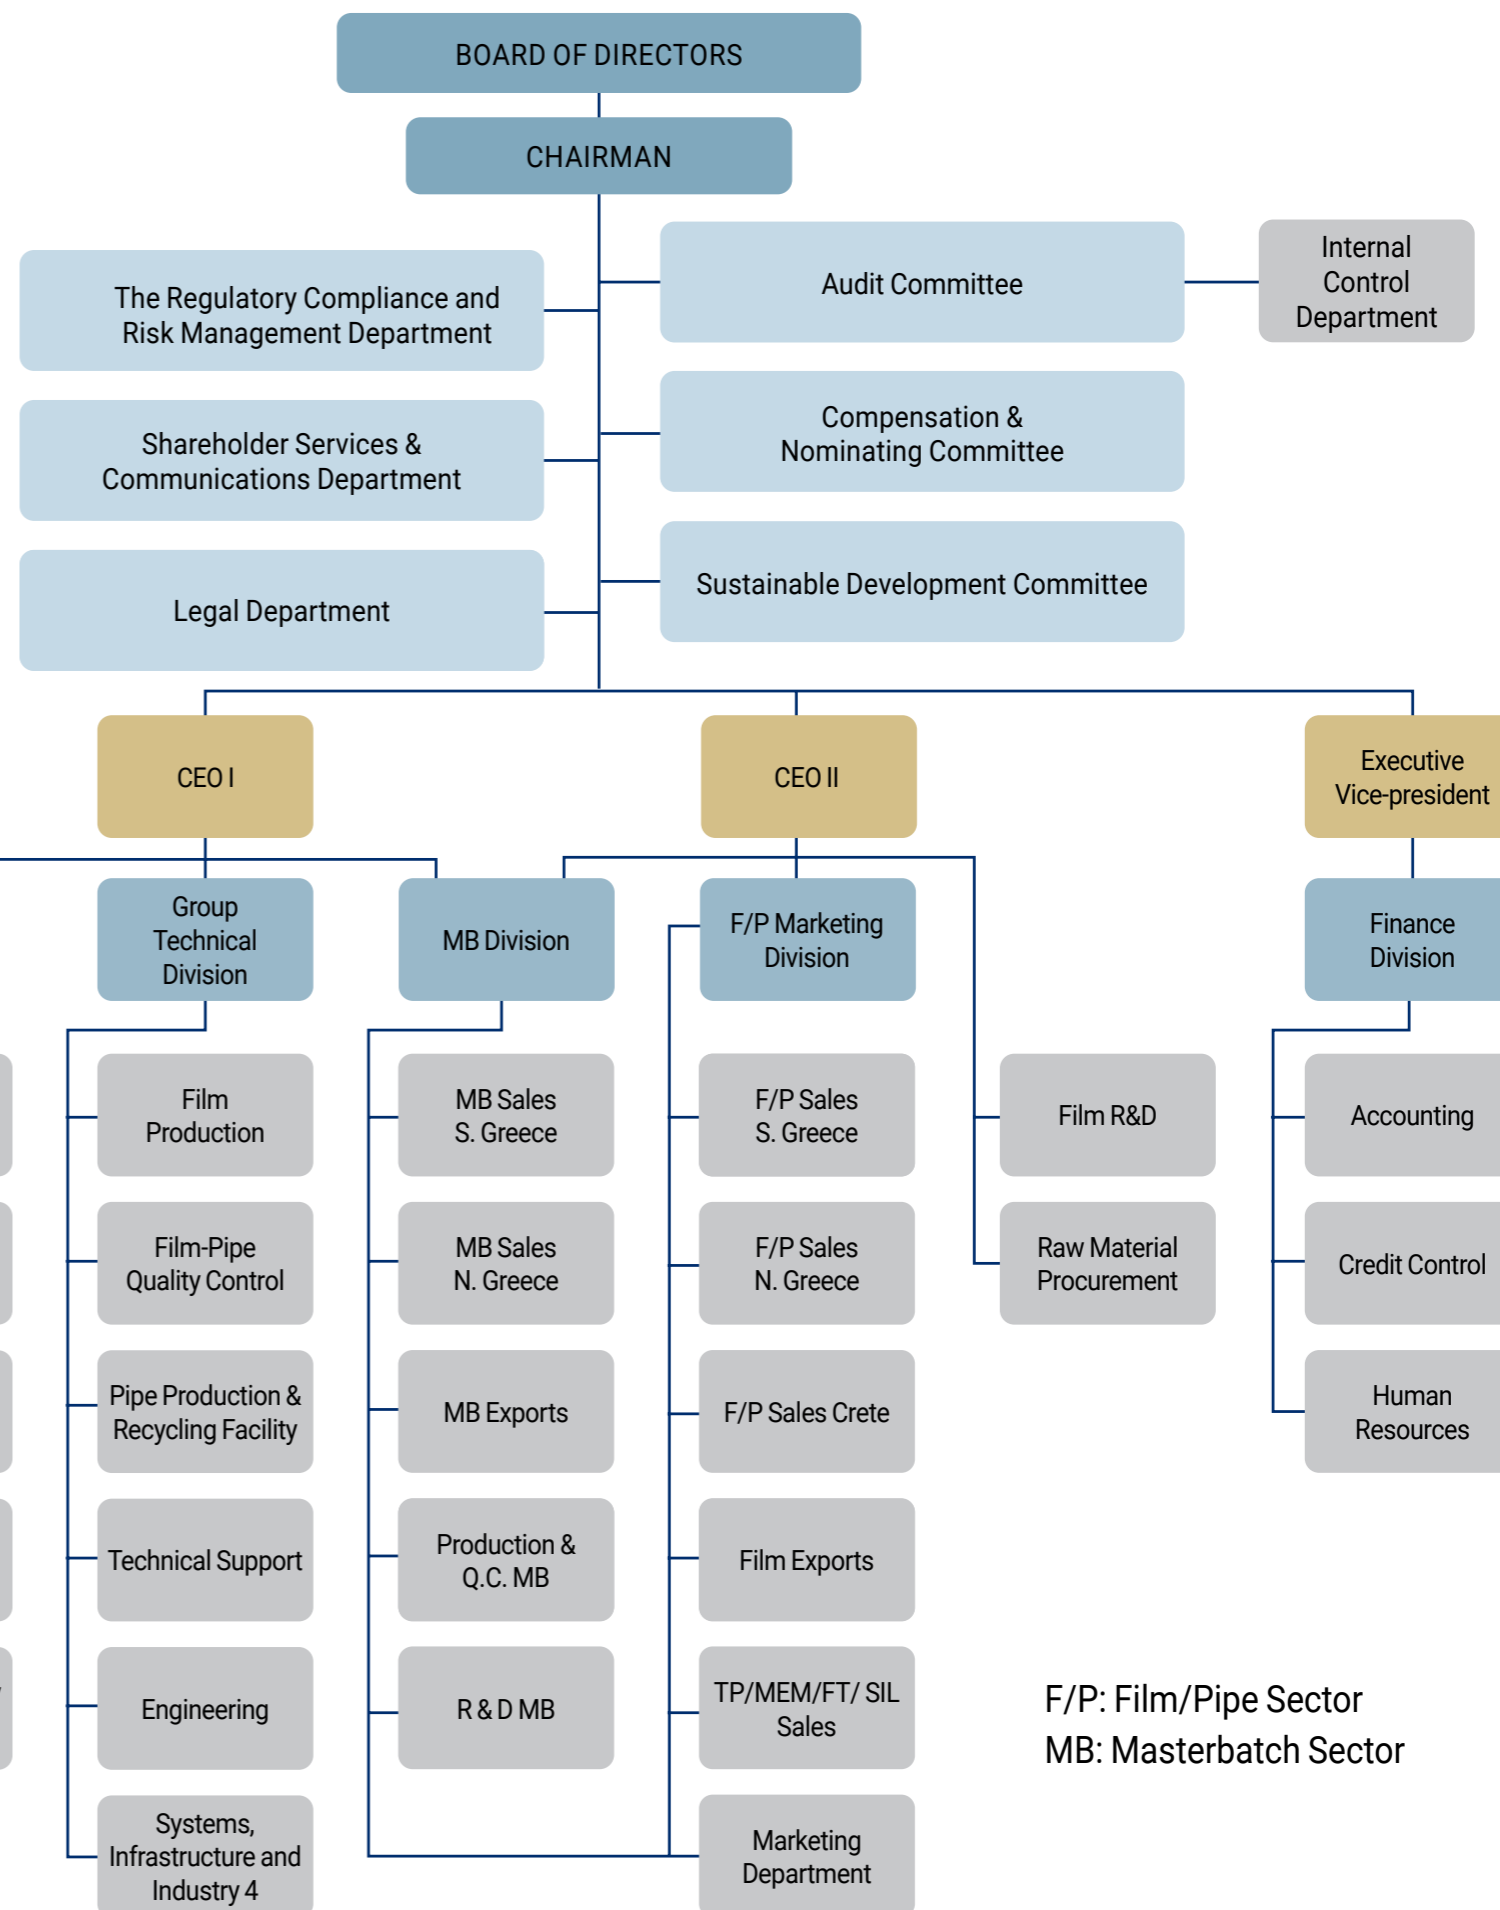 BOARD OF DIRECTORS
CHAIRMAN
The Regulatory Compliance and
Risk Management Department
Audit Committee
Internal
Control
Department
Shareholder Services &
Communications Department
Compensation &
Nominating Committee
Legal Department
Sustainable Development Committee
CEO I
CEO II
Executive
Vice-president
Group
Technical
Division
MB Division
F/P Marketing
Division
Finance
Division
Film
Production
MB Sales
S. Greece
F/P Sales
S. Greece
Film R&D
Accounting
Film-Pipe
Quality Control
MB Sales
N. Greece
F/P Sales
N. Greece
Raw Material
Procurement
Credit Control
Pipe Production &
Recycling Facility
MB Exports
F/P Sales Crete
Human
Resources
Technical Support
Production &
Q.C. MB
Film Exports
Engineering
R & D MB
TP/MEM/FT/ SIL
Sales
Systems,
Infrastructure and
Industry 4
Marketing
Department
F/P: Film/Pipe Sector
MB: Masterbatch Sector